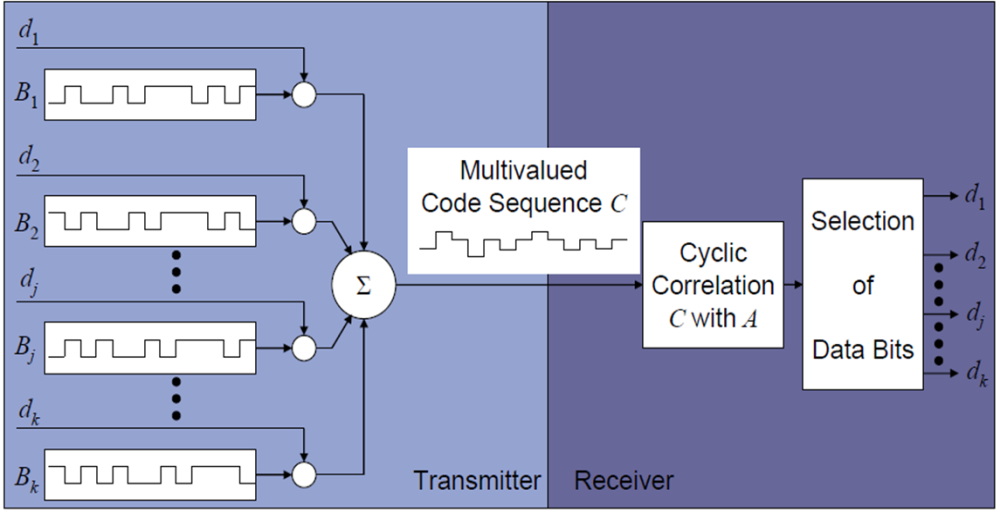 d₁
B₁
d₂
B₂
dⱼ
Bⱼ
dₖ
Bₖ
Σ
Multivalued
Code Sequence C
Transmitter
Receiver
Cyclic
Correlation
C with A
Selection
of
Data Bits
d₁
d₂
dⱼ
dₖ